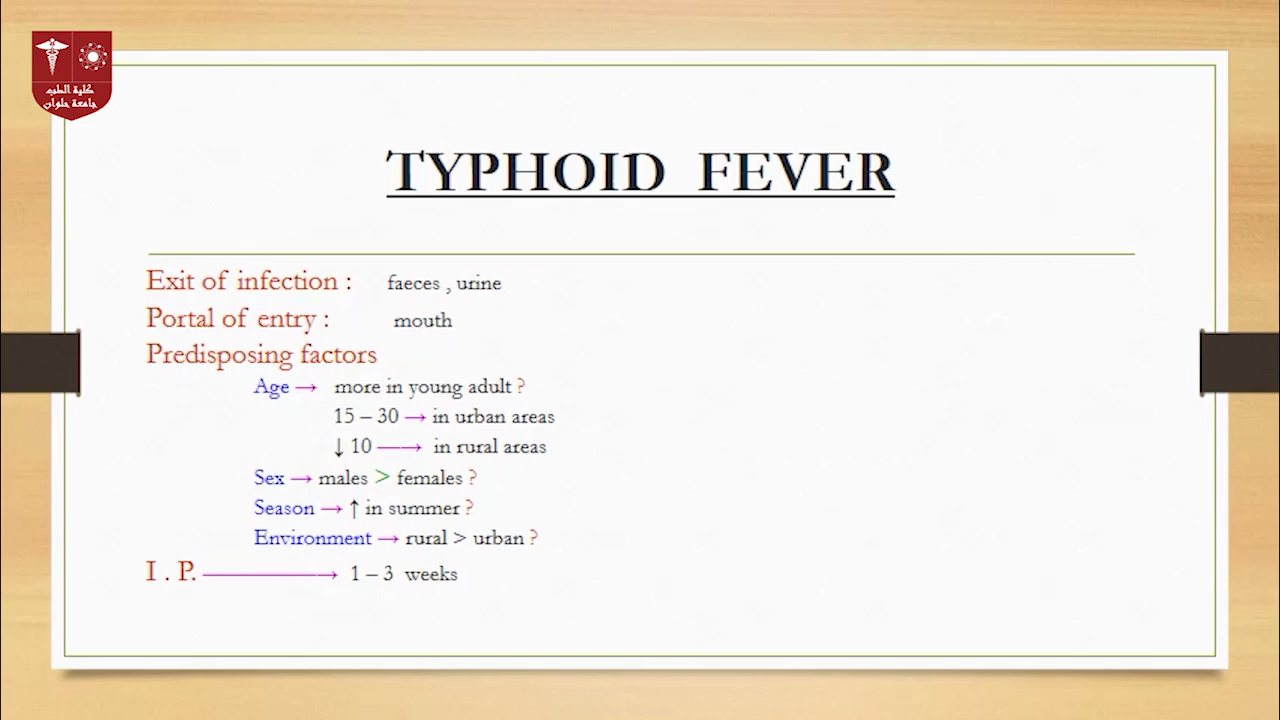 كلية الطب
جامعة حلوان
TYPHOID FEVER
Exit of infection : faeces , urine
Portal of entry : mouth
Predisposing factors
Age → more in young adult ?
15 – 30 → in urban areas
↓ 10 → in rural areas
Sex → males > females ?
Season → ↑ in summer ?
Environment → rural > urban ?
I . P. → 1 – 3 weeks